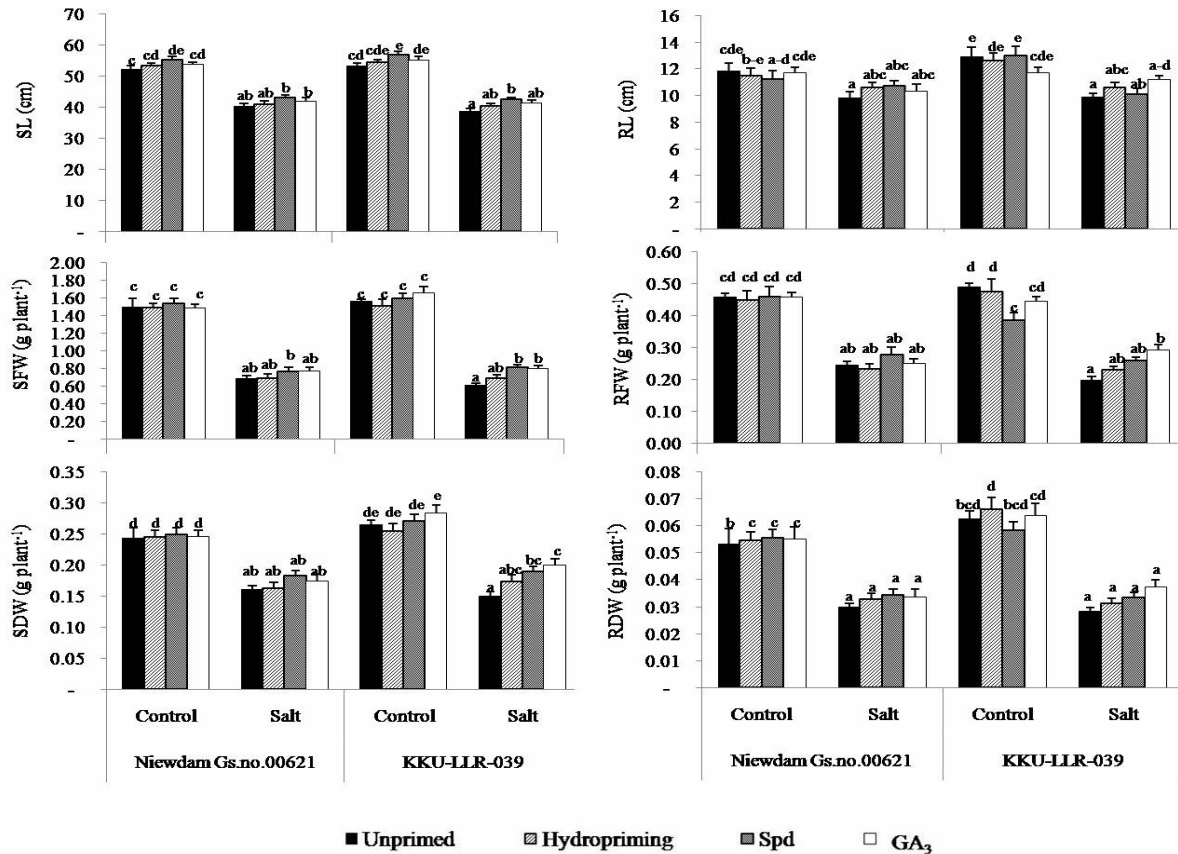 SL (cm)
70
60
50
40
30
20
10
-
c cd de cd
ab ab b b
cd cde e de
a ab b ab
RL (cm)
16
14
12
10
8
6
4
2
-
cde b-e a-d cde
a abc abc abc
e de e cde
a abc ab a-d
SFW (g plant-1)
2.00
1.80
1.60
1.40
1.20
1.00
0.80
0.60
0.40
0.20
-
c c c c
ab ab b ab
c c c c
a ab b b
RFW (g plant-1)
0.60
0.50
0.40
0.30
0.20
0.10
0.00
cd cd cd cd
ab ab ab ab
d d c cd
a ab ab b
SDW (g plant-1)
0.35
0.30
0.25
0.20
0.15
0.10
0.05
-
d d d d
ab ab ab ab
de de de e
a abc bc c
RDW (g plant-1)
0.08
0.07
0.06
0.05
0.04
0.03
0.02
0.01
-
b c c c
a a a a
bcd d bcd cd
a a a a
Control Salt Control Salt
Niewdam Gs.no.00621 KKU-LLR-039
Control Salt Control Salt
Niewdam Gs.no.00621 KKU-LLR-039
Unprimed Hydropriming Spd GA3